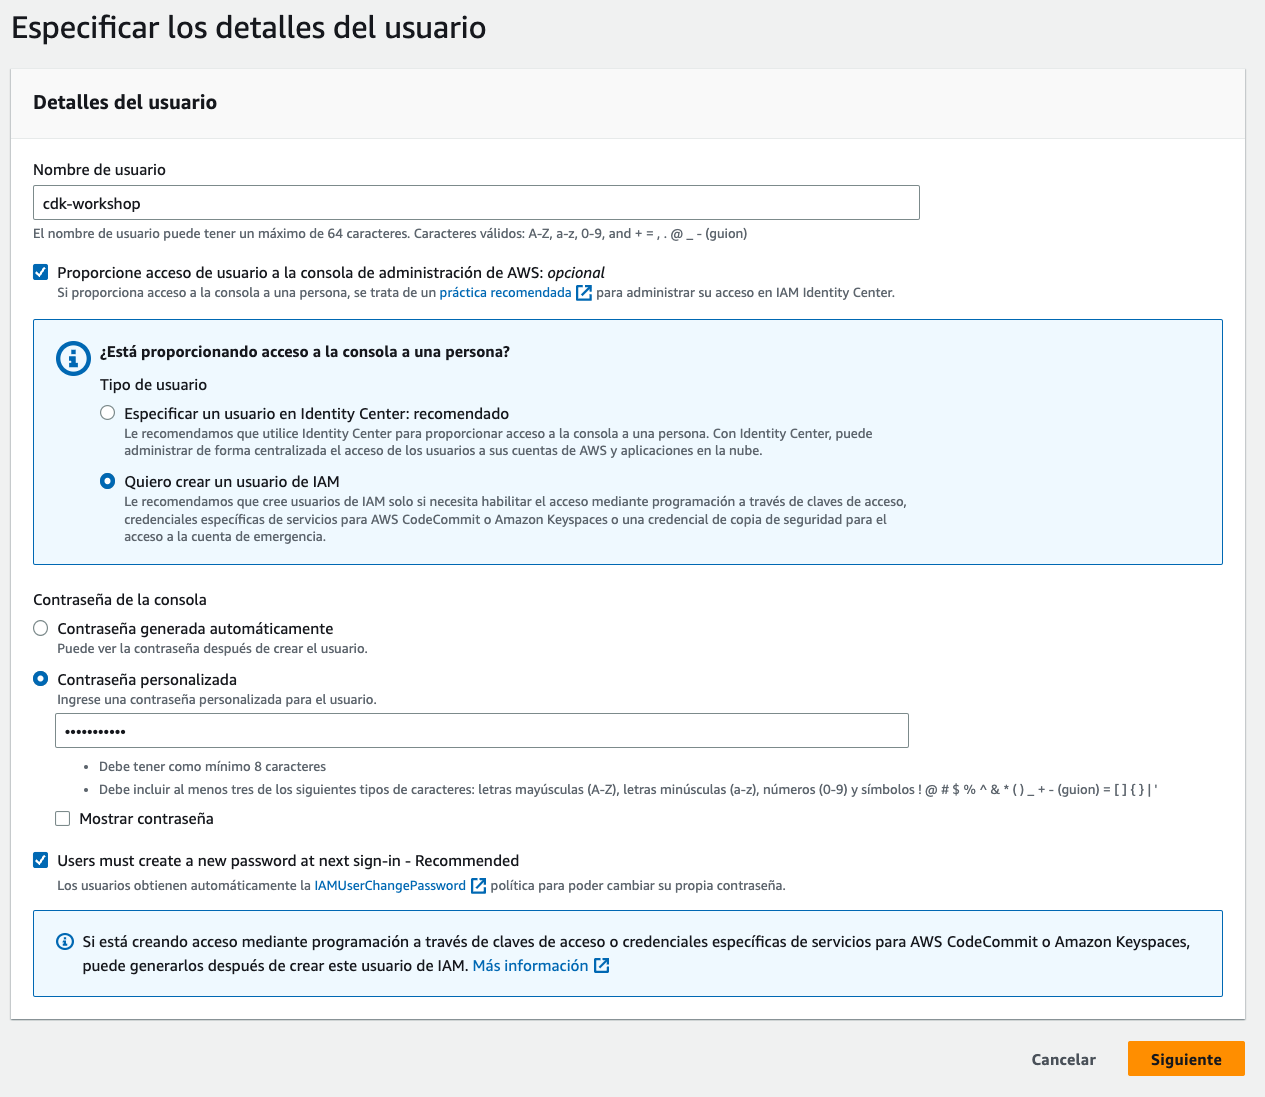 Especificar los detalles del usuario
Detalles del usuario
Nombre de usuario
cdk-workshop
El nombre de usuario puede tener un máximo de 64 caracteres. Caracteres válidos: A-Z, a-z, 0-9, and + = , . @ _ - (guion)
Proporcione acceso de usuario a la consola de administración de AWS: opcional
Si proporciona acceso a la consola a una persona, se trata de un práctica recomendada para administrar su acceso en IAM Identity Center.
¿Está proporcionando acceso a la consola a una persona?
Tipo de usuario
Especificar un usuario en Identity Center: recomendado
Le recomendamos que utilice Identity Center para proporcionar acceso a la consola a una persona. Con Identity Center, puede
administrar de forma centralizada el acceso de los usuarios a sus cuentas de AWS y aplicaciones en la nube.
Quiero crear un usuario de IAM
Le recomendamos que cree usuarios de IAM solo si necesita habilitar el acceso mediante programación a través de claves de acceso,
credenciales específicas de servicios para AWS CodeCommit o Amazon Keyspaces o una credencial de copia de seguridad para el
acceso a la cuenta de emergencia.
Contraseña de la consola
Contraseña generada automáticamente
Puede ver la contraseña después de crear el usuario.
Contraseña personalizada
Ingrese una contraseña personalizada para el usuario.
•••••••••••
• Debe tener como mínimo 8 caracteres
• Debe incluir al menos tres de los siguientes tipos de caracteres: letras mayúsculas (A-Z), letras minúsculas (a-z), números (0-9) y símbolos ! @ # $ % ^ & * ( ) _ + - (guion) = [ ] { } | '
Mostrar contraseña
Users must create a new password at next sign-in - Recommended
Los usuarios obtienen automáticamente la IAMUserChangePassword política para poder cambiar su propia contraseña.
Si está creando acceso mediante programación a través de claves de acceso o credenciales específicas de servicios para AWS CodeCommit o Amazon Keyspaces,
puede generarlos después de crear este usuario de IAM. Más información
Cancelar
Siguiente